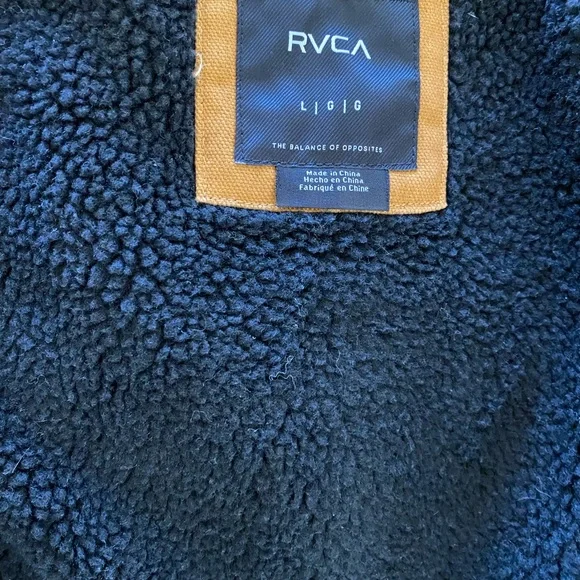 RVCA
L | G | G
THE BALANCE OF OPPOSITES
Made in China
Hecho en China
Fabriqué en Chine